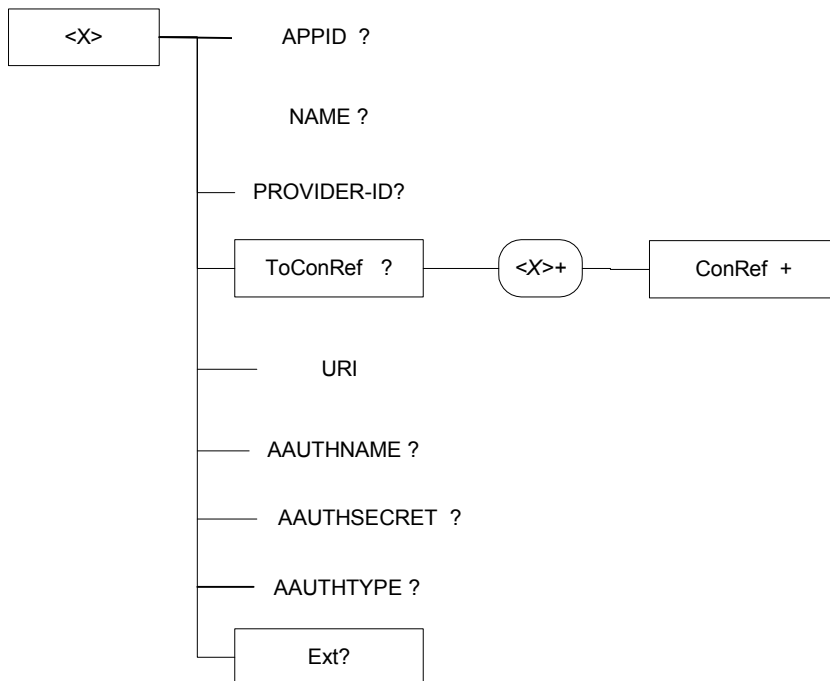 <X>
APPID ?
NAME ?
PROVIDER-ID?
ToConRef ?
<X>+
ConRef +
URI
AAUTHNAME ?
AAUTHSECRET ?
AAUTHTYPE ?
Ext?